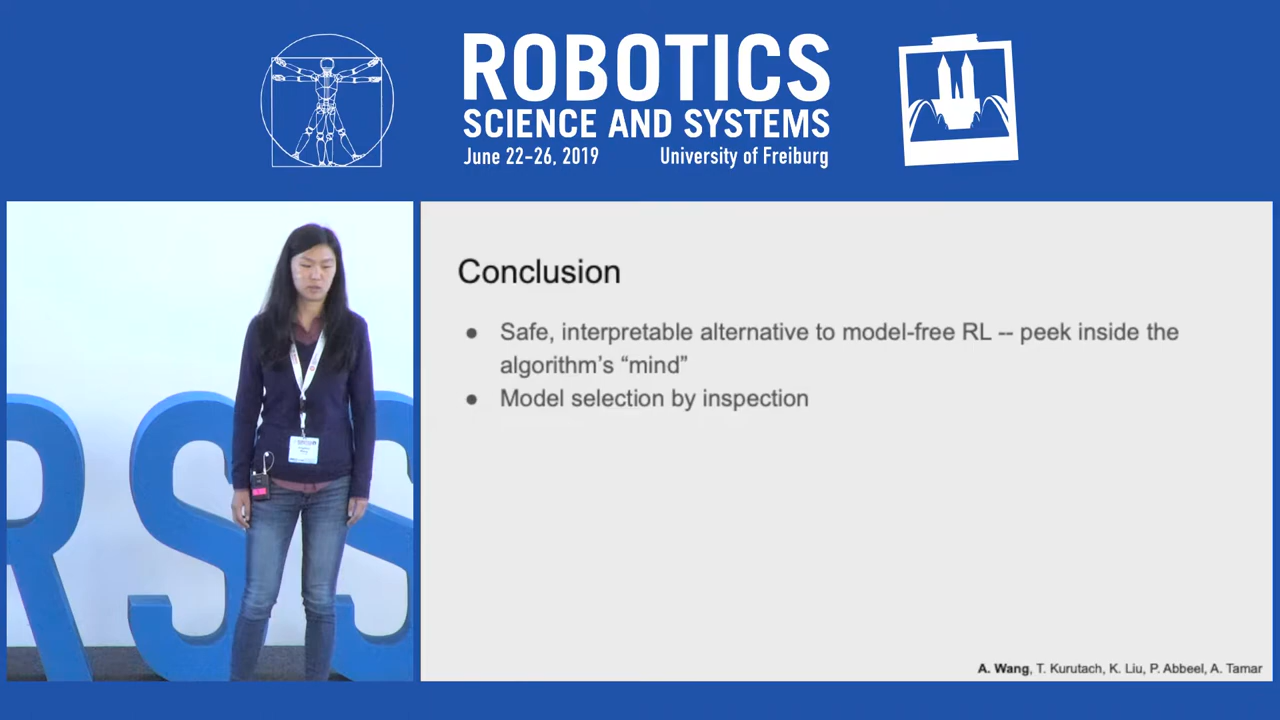 ROBOTICS
SCIENCE AND SYSTEMS
June 22-26, 2019 University of Freiburg
RSS
Conclusion
● Safe, interpretable alternative to model-free RL -- peek inside the
algorithm's “mind”
● Model selection by inspection
A. Wang, T. Kurutach, K. Liu, P. Abbeel, A. Tamar